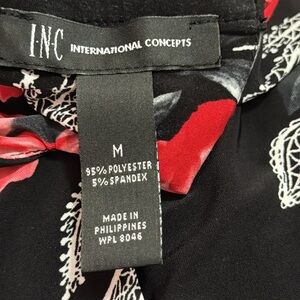 I·N·C INTERNATIONAL CONCEPTS
M
95% POLYESTER
5% SPANDEX
MADE IN
PHILIPPINES
WPL 8046